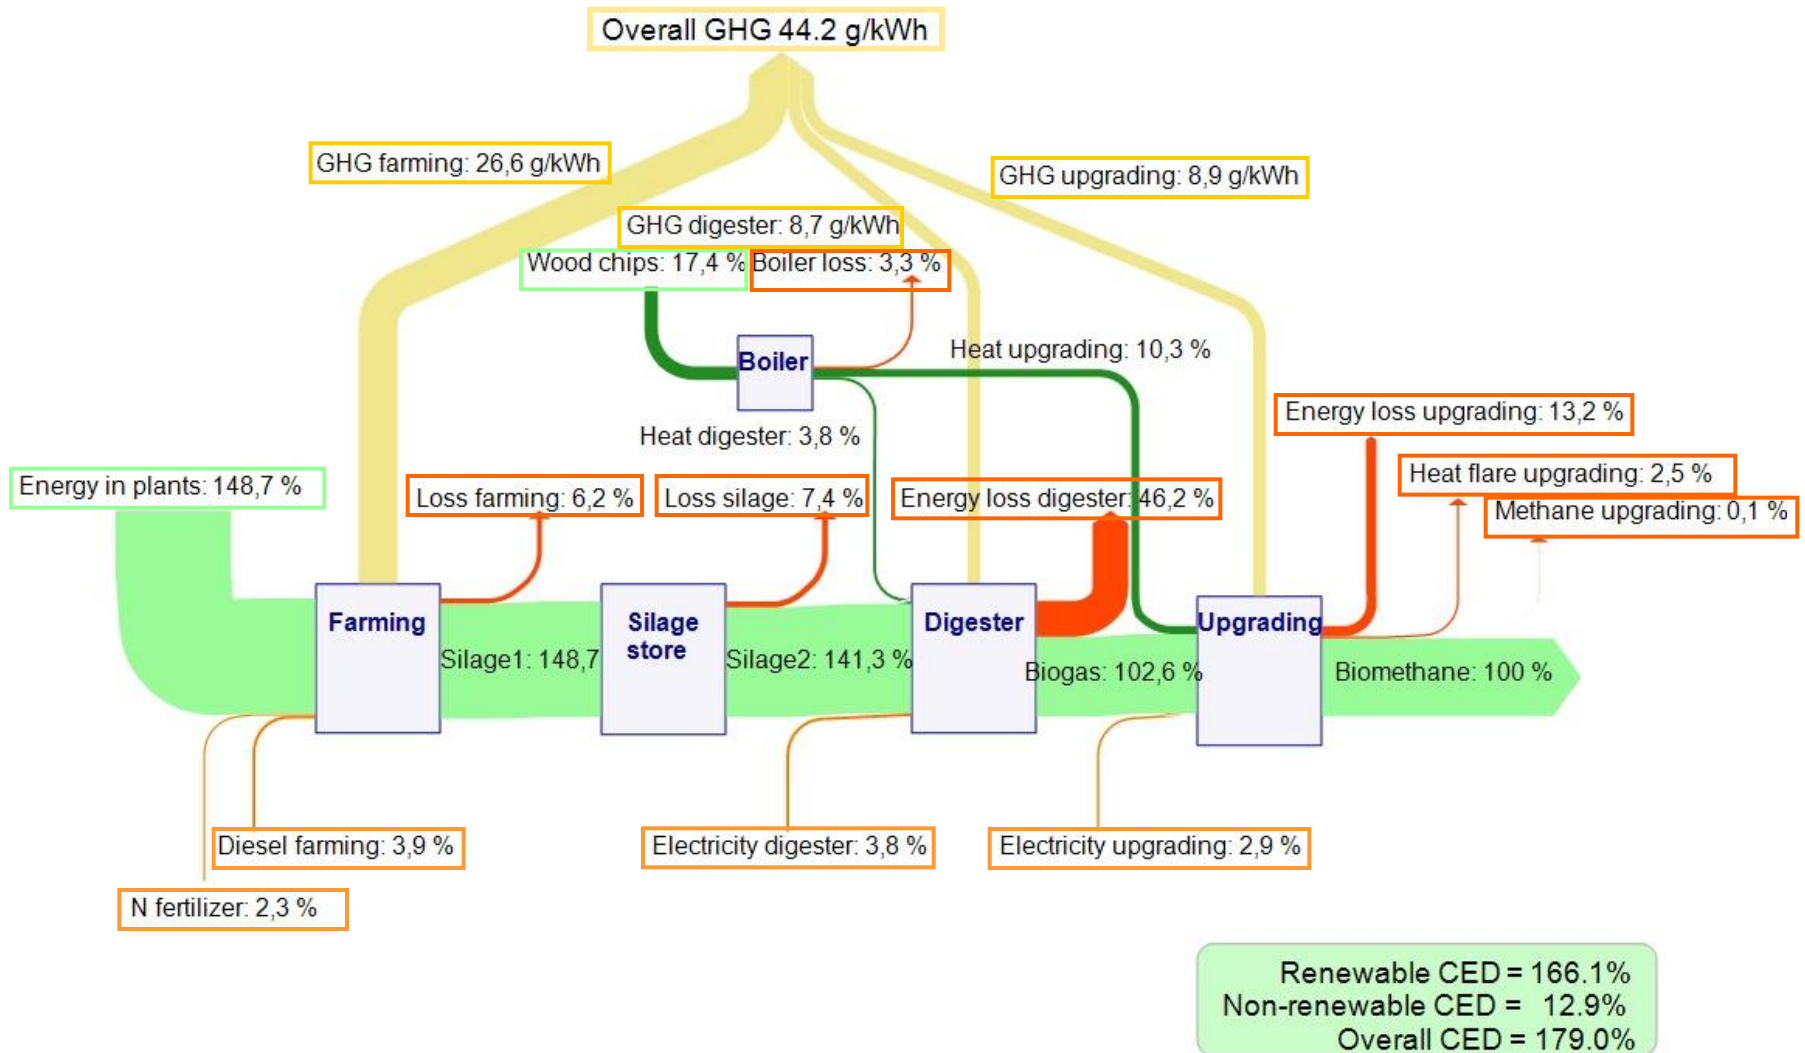 Overall GHG 44.2 g/kWh
GHG farming: 26,6 g/kWh
GHG upgrading: 8,9 g/kWh
GHG digester: 8,7 g/kWh
Wood chips: 17,4 %
Boiler loss: 3,3 %
Boiler
Heat upgrading: 10,3 %
Heat digester: 3,8 %
Energy loss upgrading: 13,2 %
Energy in plants: 148,7 %
Loss farming: 6,2 %
Loss silage: 7,4 %
Energy loss digester: 46,2 %
Heat flare upgrading: 2,5 %
Methane upgrading: 0,1 %
Farming
Silage
store
Digester
Upgrading
Silage1: 148,7
Silage2: 141,3 %
Biogas: 102,6 %
Biomethane: 100 %
Diesel farming: 3,9 %
Electricity digester: 3,8 %
Electricity upgrading: 2,9 %
N fertilizer: 2,3 %
Renewable CED = 166.1%
Non-renewable CED = 12.9%
Overall CED = 179.0%